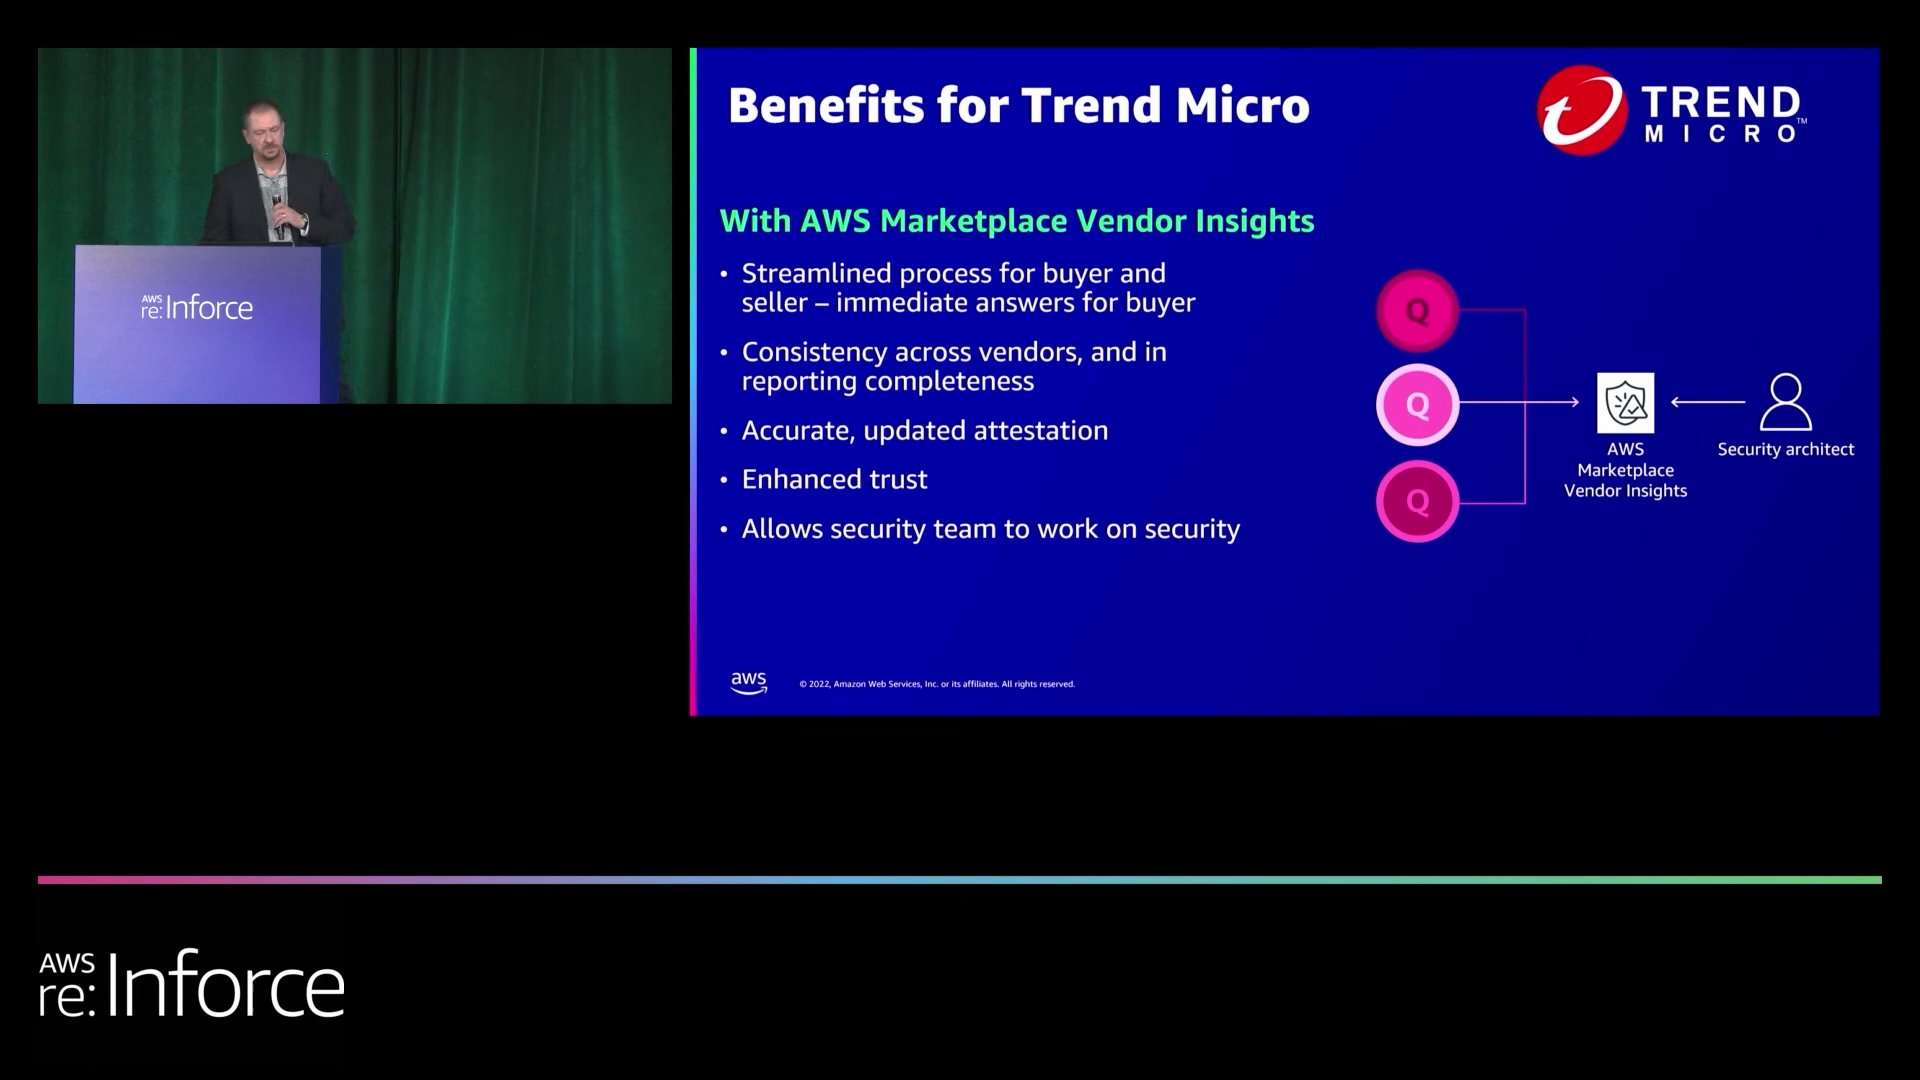 AWS
re:Inforce
Benefits for Trend Micro
TREND
MICRO™
With AWS Marketplace Vendor Insights
• Streamlined process for buyer and
seller – immediate answers for buyer
• Consistency across vendors, and in
reporting completeness
• Accurate, updated attestation
• Enhanced trust
• Allows security team to work on security
Q
Q
Q
AWS
Marketplace
Vendor Insights
Security architect
aws
© 2022, Amazon Web Services, Inc. or its affiliates. All rights reserved.
AWS
re:Inforce